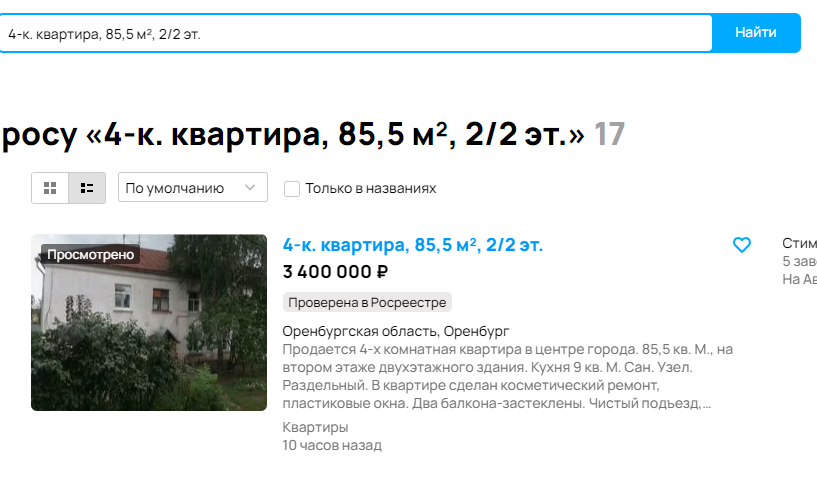 4-к. квартира, 85,5 м², 2/2 эт.
Найти
росу «4-к. квартира, 85,5 м², 2/2 эт.» 17
По умолчанию
Только в названиях
Просмотрено
4-к. квартира, 85,5 м², 2/2 эт.
3 400 000 ₽
Проверена в Росреестре
Оренбургская область, Оренбург
Продается 4-х комнатная квартира в центре города. 85,5 кв. М., на
втором этаже двухэтажного здания. Кухня 9 кв. М. Сан. Узел.
Раздельный. В квартире сделан косметический ремонт,
пластиковые окна. Два балкона-застеклены. Чистый подъезд,...
Квартиры
10 часов назад
Стим
5 заве
На Ав